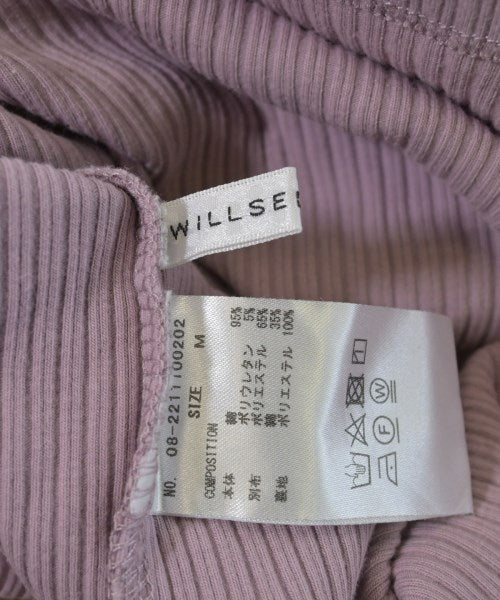 WILLSE
NO. 08-2211100202
SIZE M
COMPOSITION
本体 綿 95%
ポリウレタン 5%
別布 ポリエステル 65%
綿 35%
裏地 ポリエステル 100%